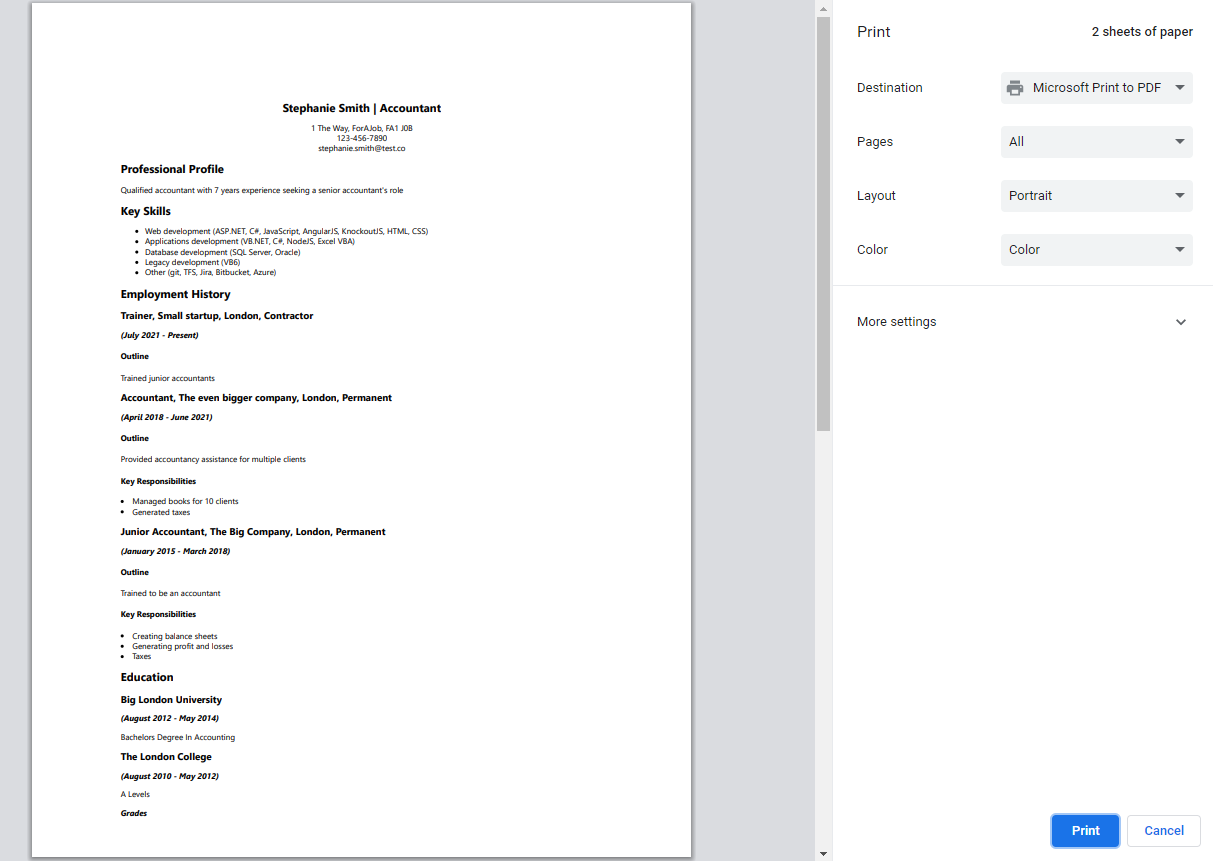 Stephanie Smith | Accountant
1 The Way, ForAJob, FA1 J0B
123-456-7890
stephanie.smith@test.co
Professional Profile
Qualified accountant with 7 years experience seeking a senior accountant's role
Key Skills
• Web development (ASP.NET, C#, JavaScript, AngularJS, KnockoutJS, HTML, CSS)
• Applications development (VB.NET, C#, NodeJS, Excel VBA)
• Database development (SQL Server, Oracle)
• Legacy development (VB6)
• Other (git, TFS, Jira, Bitbucket, Azure)
Employment History
Trainer, Small startup, London, Contractor
(July 2021 - Present)
Outline
Trained junior accountants
Accountant, The even bigger company, London, Permanent
(April 2018 - June 2021)
Outline
Provided accountancy assistance for multiple clients
Key Responsibilities
• Managed books for 10 clients
• Generated taxes
Junior Accountant, The Big Company, London, Permanent
(January 2015 - March 2018)
Outline
Trained to be an accountant
Key Responsibilities
• Creating balance sheets
• Generating profit and losses
• Taxes
Education
Big London University
(August 2012 - May 2014)
Bachelors Degree In Accounting
The London College
(August 2010 - May 2012)
A Levels
Grades
Print 2 sheets of paper
Destination Microsoft Print to PDF
Pages All
Layout Portrait
Color Color
More settings
Print Cancel